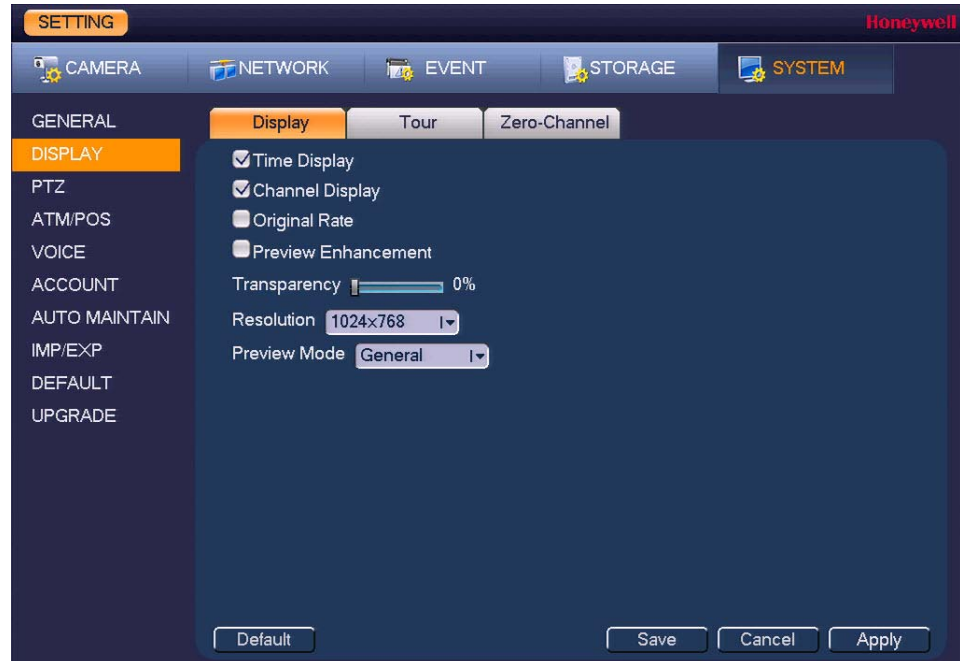 SETTING Honeywell
CAMERA NETWORK EVENT STORAGE SYSTEM
GENERAL
DISPLAY
PTZ
ATM/POS
VOICE
ACCOUNT
AUTO MAINTAIN
IMP/EXP
DEFAULT
UPGRADE
Display Tour Zero-Channel
Time Display
Channel Display
Original Rate
Preview Enhancement
Transparency 0%
Resolution 1024×768
Preview Mode General
Default Save Cancel Apply